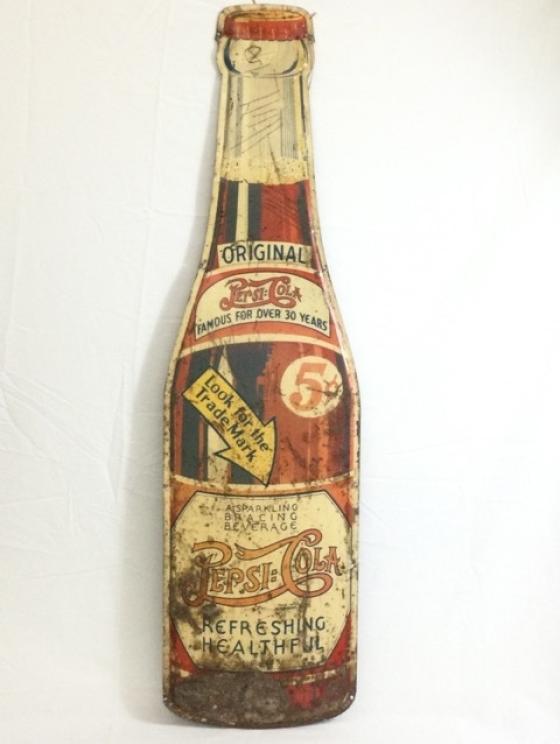 ORIGINAL
PEPSI:COLA
FAMOUS FOR OVER 30 YEARS
5¢
Look for the
Trade Mark
A SPARKLING
BRACING
BEVERAGE
PEPSI:COLA
REFRESHING
HEALTHFUL